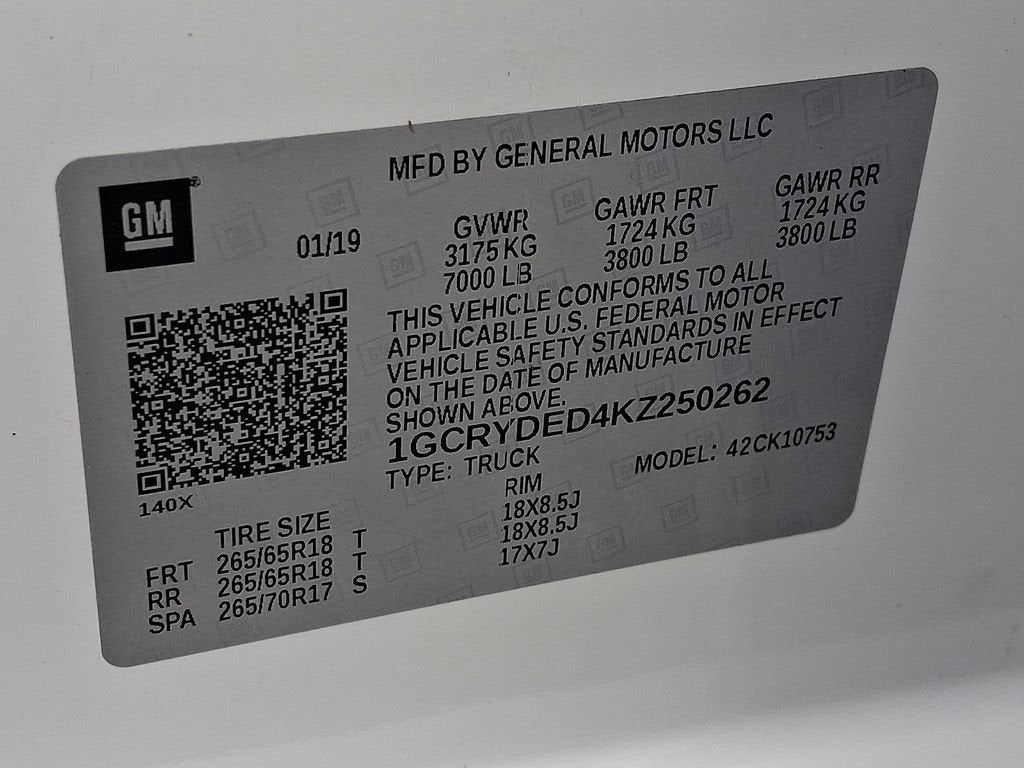 MFD BY GENERAL MOTORS LLC
GM
01/19
GVWR GAWR FRT GAWR RR
3175 KG 1724 KG 1724 KG
7000 LB 3800 LB 3800 LB
THIS VEHICLE CONFORMS TO ALL
APPLICABLE U.S. FEDERAL MOTOR
VEHICLE SAFETY STANDARDS IN EFFECT
ON THE DATE OF MANUFACTURE
SHOWN ABOVE.
1GCRYDED4KZ250262
TYPE: TRUCK MODEL: 42CK10753
140X
TIRE SIZE RIM
FRT 265/65R18 T 18X8.5J
RR 265/65R18 T 18X8.5J
SPA 265/70R17 S 17X7J